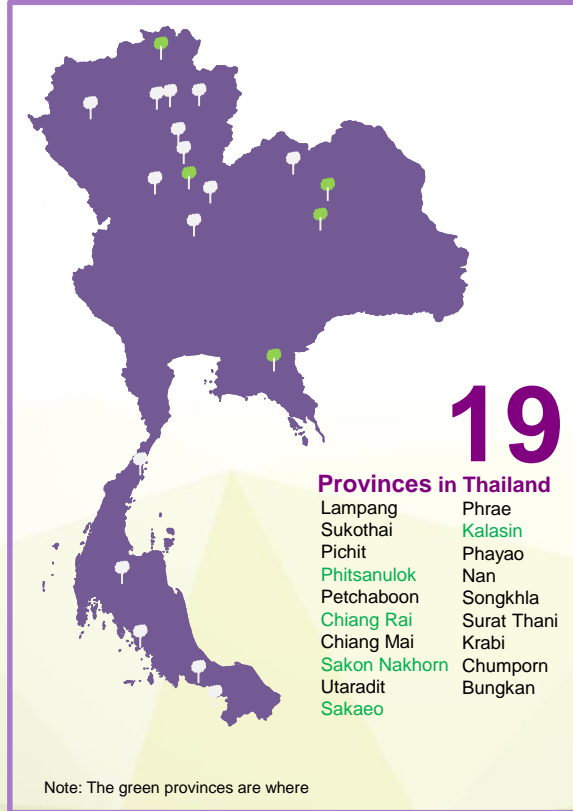 19
Provinces in Thailand
Lampang
Sukothai
Pichit
Phitsanulok
Petchaboon
Chiang Rai
Chiang Mai
Sakon Nakhorn
Utaradit
Sakaeo
Phrae
Kalasin
Phayao
Nan
Songkhla
Surat Thani
Krabi
Chumporn
Bungkan
Note: The green provinces are where